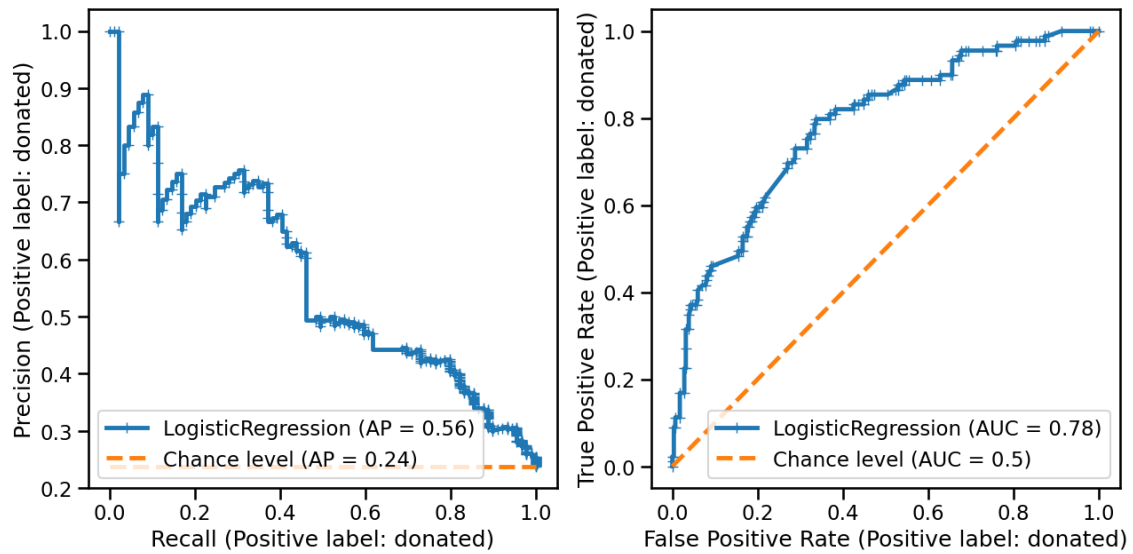 Precision (Positive label: donated)
1.0
0.9
0.8
0.7
0.6
0.5
0.4
0.3
0.2
LogisticRegression (AP = 0.56)
Chance level (AP = 0.24)
0.0 0.2 0.4 0.6 0.8 1.0
Recall (Positive label: donated)
True Positive Rate (Positive label: donated)
1.0
0.8
0.6
0.4
0.2
0.0
LogisticRegression (AUC = 0.78)
Chance level (AUC = 0.5)
0.0 0.2 0.4 0.6 0.8 1.0
False Positive Rate (Positive label: donated)